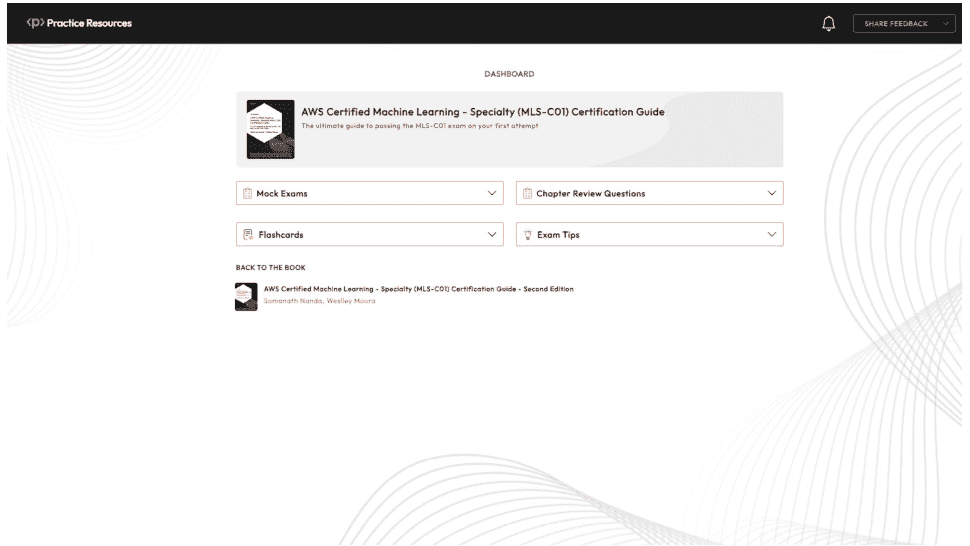 <p> Practice Resources
SHARE FEEDBACK
DASHBOARD
AWS Certified Machine Learning - Specialty (MLS-C01) Certification Guide
The ultimate guide to passing the MLS-C01 exam on your first attempt
Mock Exams
Chapter Review Questions
Flashcards
Exam Tips
BACK TO THE BOOK
AWS Certified Machine Learning - Specialty (MLS-C01) Certification Guide - Second Edition
Somanath Nanda, Weslley Moura